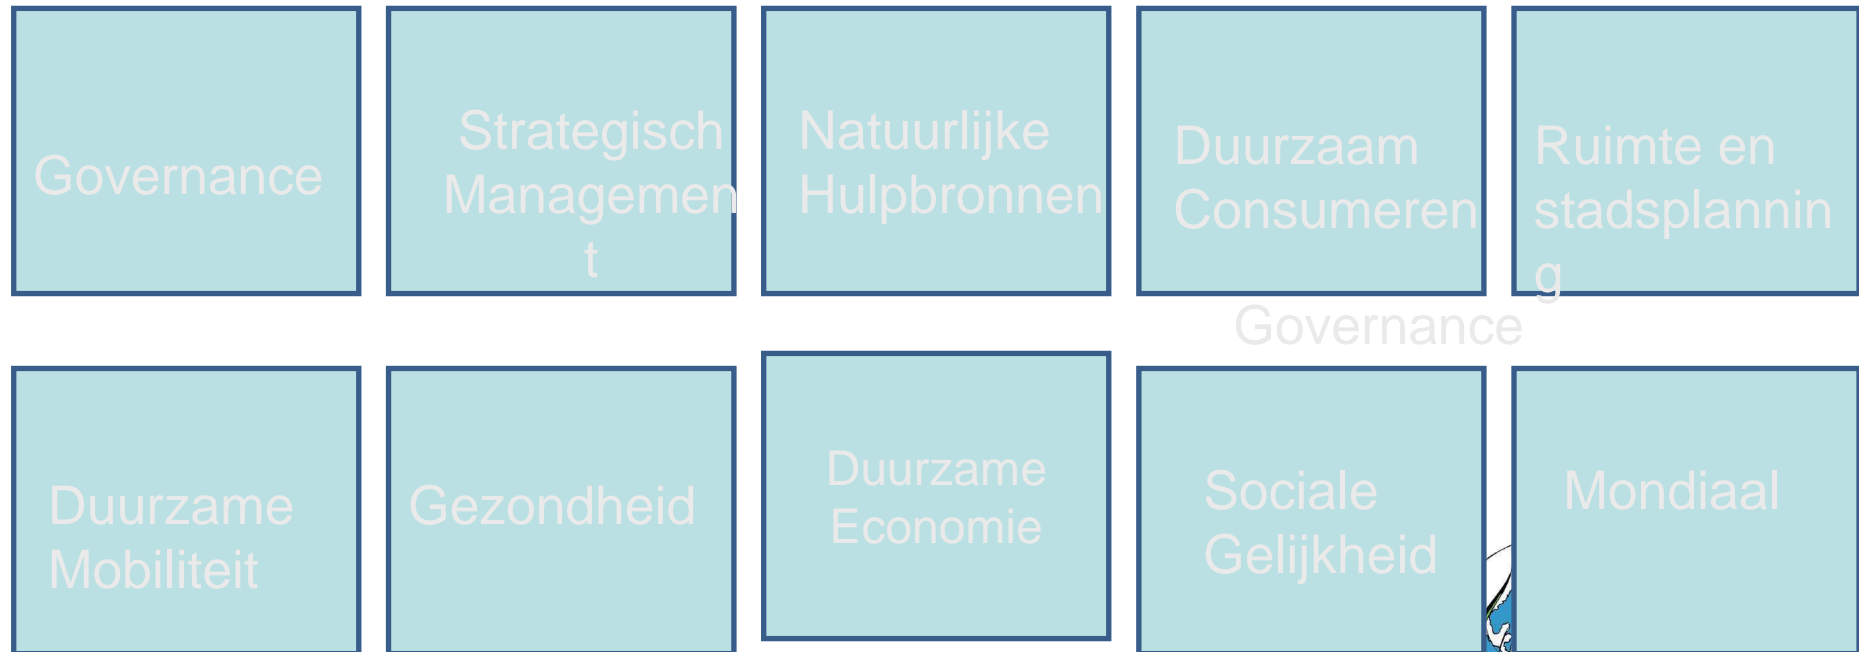 Governance
Strategisch
Managemen
t
Natuurlijke
Hulpbronnen
Duurzaam
Consumeren
Ruimte en
stadsplannin
g
Governance
Duurzame
Mobiliteit
Gezondheid
Duurzame
Economie
Sociale
Gelijkheid
Mondiaal